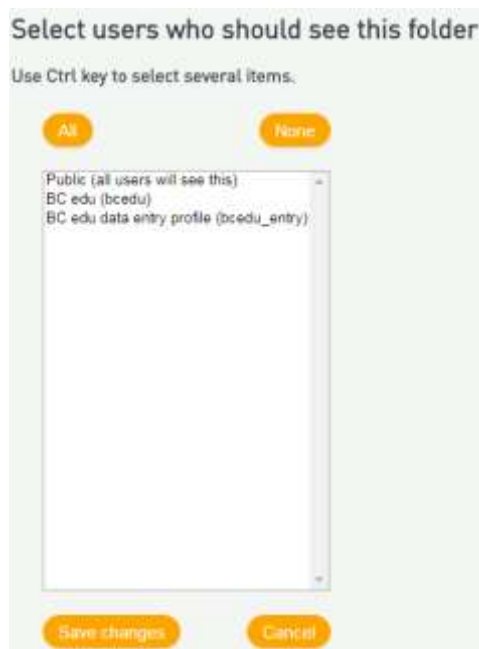 Select users who should see this folder
Use Ctrl key to select several items.
All
None
Public (all users will see this)
BC edu (bcedu)
BC edu data entry profile (bcedu_entry)
Save changes
Cancel